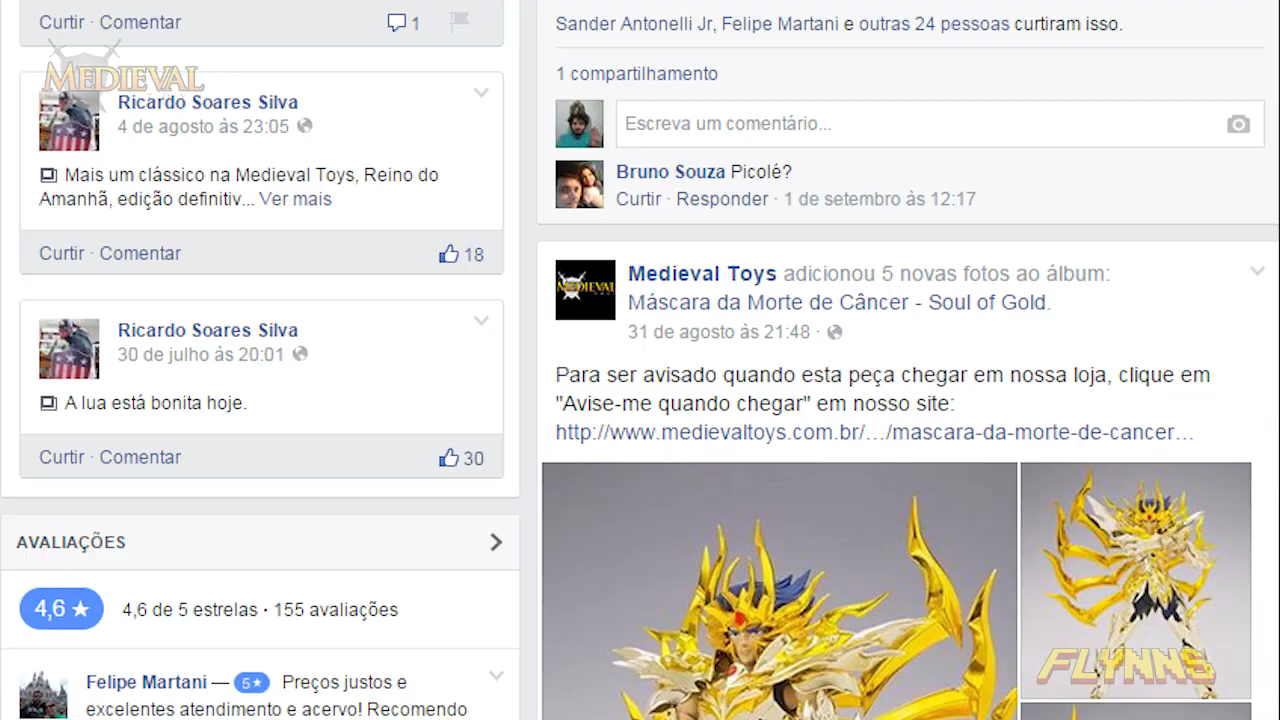 Curtir · Comentar
1
MEDIEVAL
Ricardo Soares Silva
4 de agosto às 23:05
Mais um clássico na Medieval Toys, Reino do
Amanhã, edição definitiv... Ver mais
Curtir · Comentar
18
Ricardo Soares Silva
30 de julho às 20:01
A lua está bonita hoje.
Curtir · Comentar
30
AVALIAÇÕES
4,6 ★
4,6 de 5 estrelas · 155 avaliações
Felipe Martani — 5★ Preços justos e
excelentes atendimento e acervo! Recomendo
Sander Antonelli Jr, Felipe Martani e outras 24 pessoas curtiram isso.
1 compartilhamento
Escreva um comentário...
Bruno Souza Picolé?
Curtir · Responder · 1 de setembro às 12:17
MEDIEVAL
Medieval Toys adicionou 5 novas fotos ao álbum:
Máscara da Morte de Câncer - Soul of Gold.
31 de agosto às 21:48 ·
Para ser avisado quando esta peça chegar em nossa loja, clique em
"Avise-me quando chegar" em nosso site:
http://www.medievaltoys.com.br/…/mascara-da-morte-de-cancer…
FLYNNS